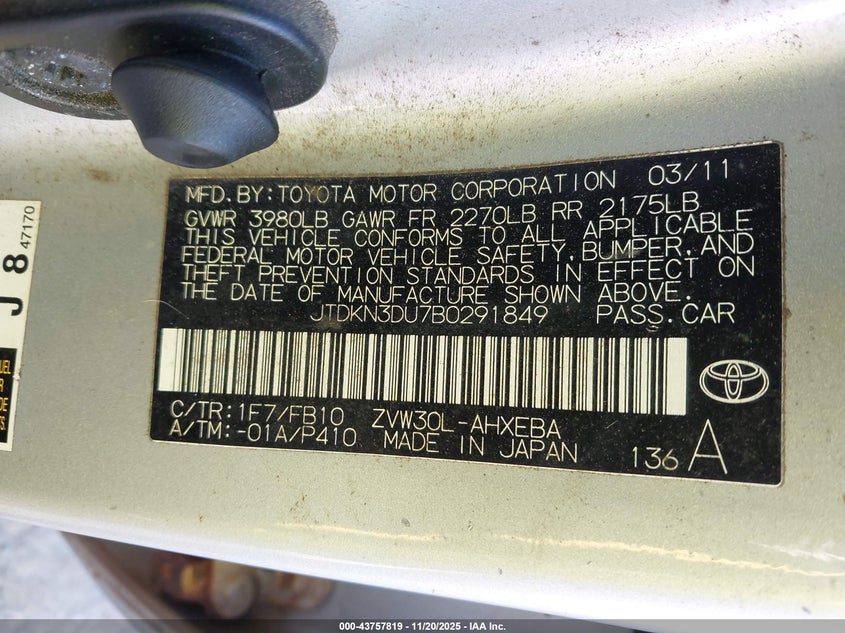 MFD.BY:TOYOTA MOTOR CORPORATION 03/11
GVWR 3980LB GAWR FR 2270LB RR 2175LB
THIS VEHICLE CONFORMS TO ALL APPLICABLE
FEDERAL MOTOR VEHICLE SAFETY, BUMPER, AND
THEFT PREVENTION STANDARDS IN EFFECT ON
THE DATE OF MANUFACTURE SHOWN ABOVE.
JTDKN3DU7B0291849 PASS.CAR
C/TR:1F7/FB10 ZVW30L-AHXEBA
A/TM:-01A/P410 MADE IN JAPAN
136 A
J 8 47170
000-43757819 - 11/20/2025 - IAA Inc.